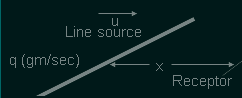 u
Line source
q (gm/sec)
x
Receptor